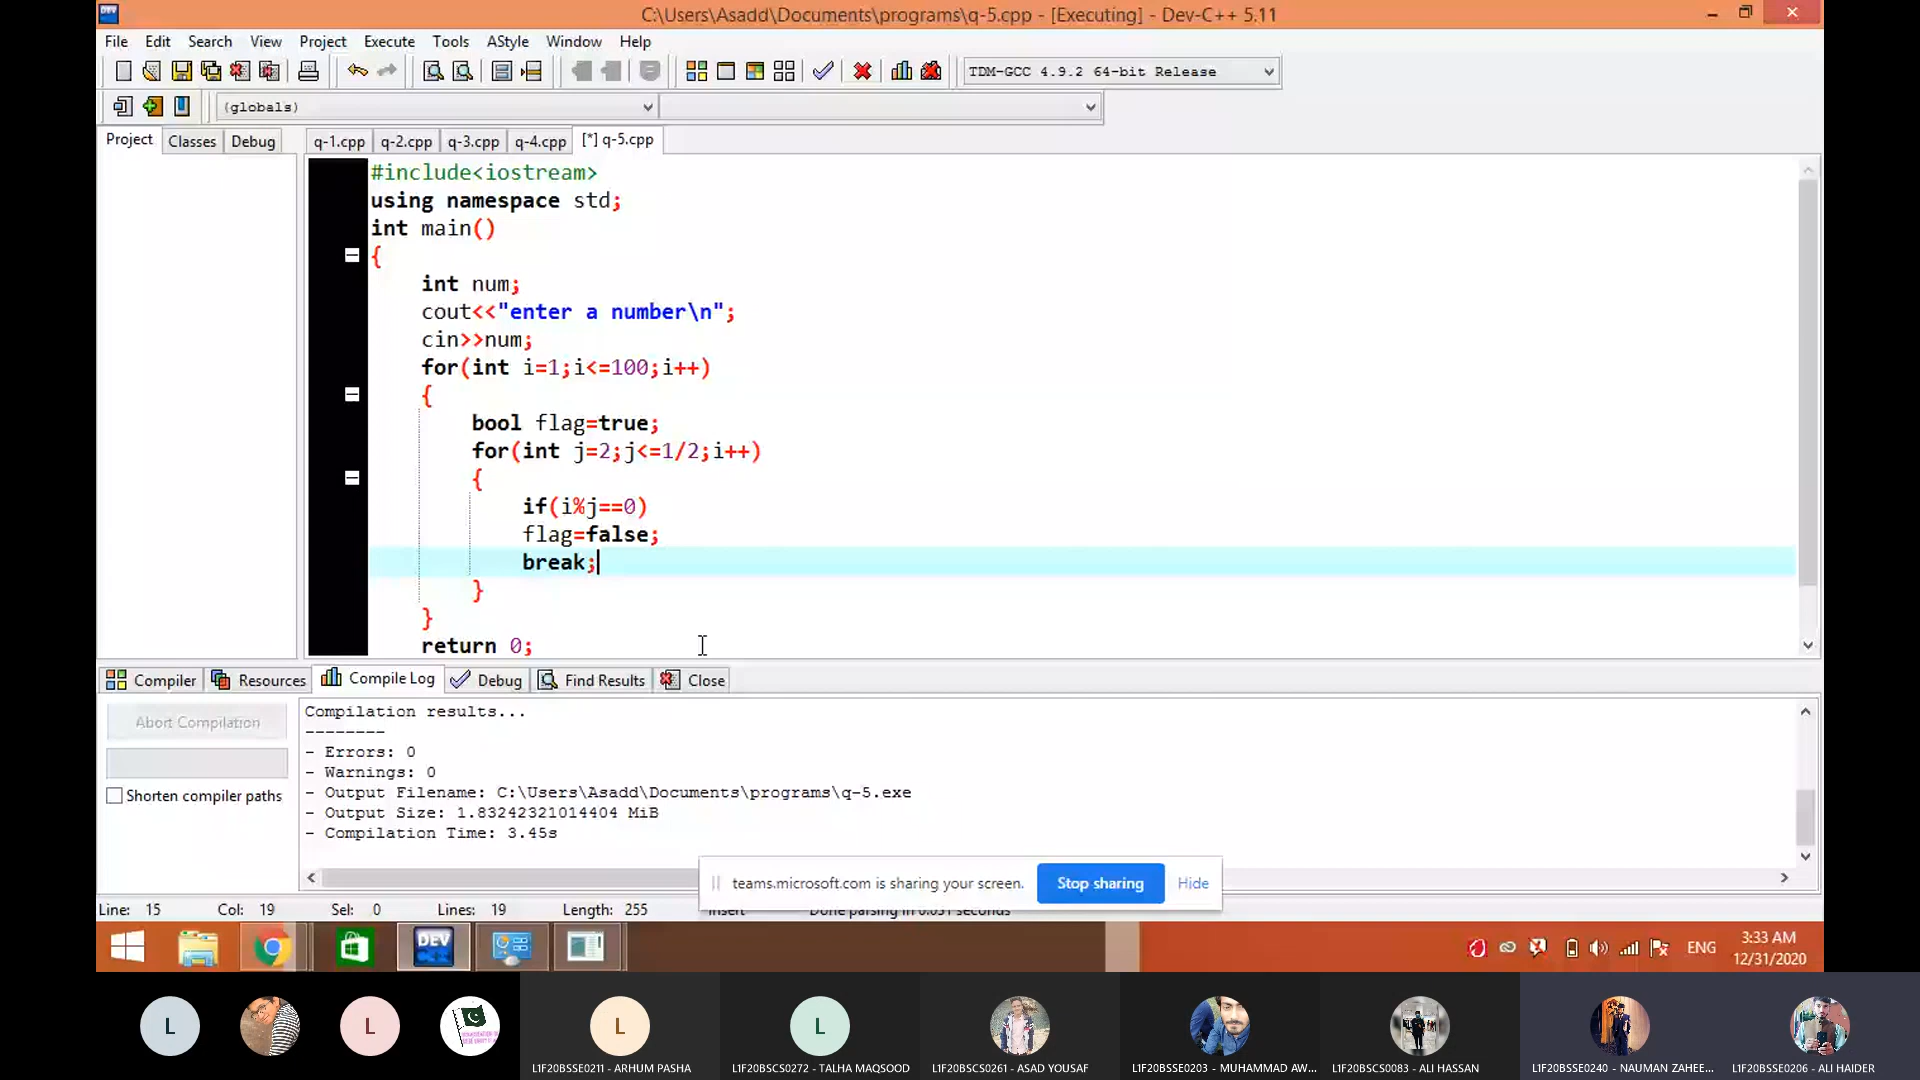 DEV
C:\Users\Asadd\Documents\programs\q-5.cpp - [Executing] - Dev-C++ 5.11
File Edit Search View Project Execute Tools AStyle Window Help
TDM-GCC 4.9.2 64-bit Release
(globals)
Project Classes Debug
q-1.cpp q-2.cpp q-3.cpp q-4.cpp [*] q-5.cpp
#include<iostream>
using namespace std;
int main()
{
int num;
cout<<"enter a number\n";
cin>>num;
for(int i=1;i<=100;i++)
{
bool flag=true;
for(int j=2;j<=1/2;i++)
{
if(i%j==0)
flag=false;
break;
}
}
return 0;
Compiler Resources Compile Log Debug Find Results Close
Abort Compilation
Shorten compiler paths
Compilation results...
--------
- Errors: 0
- Warnings: 0
- Output Filename: C:\Users\Asadd\Documents\programs\q-5.exe
- Output Size: 1.83242321014404 MiB
- Compilation Time: 3.45s
teams.microsoft.com is sharing your screen. Stop sharing Hide
Line: 15 Col: 19 Sel: 0 Lines: 19 Length: 255 Insert Done parsing in 0.031 seconds
DEV
ENG
3:33 AM
12/31/2020
L L L L
L1F20BSSE0211 - ARHUM PASHA
L1F20BSCS0272 - TALHA MAQSOOD
L1F20BSCS0261 - ASAD YOUSAF
L1F20BSSE0203 - MUHAMMAD AW...
L1F20BSCS0083 - ALI HASSAN
L1F20BSSE0240 - NAUMAN ZAHEE...
L1F20BSSE0206 - ALI HAIDER